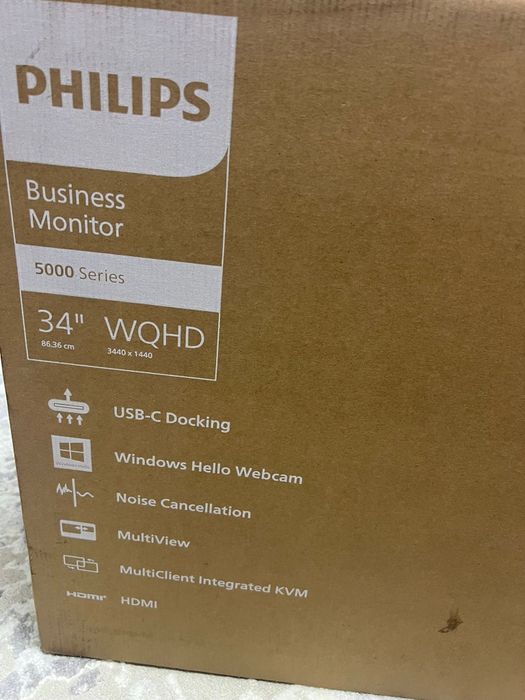 PHILIPS
Business
Monitor
5000 Series
34" WQHD
86.36 cm 3440 x 1440
USB-C Docking
Windows Hello Webcam
Noise Cancellation
MultiView
MultiClient Integrated KVM
HDMI HDMI